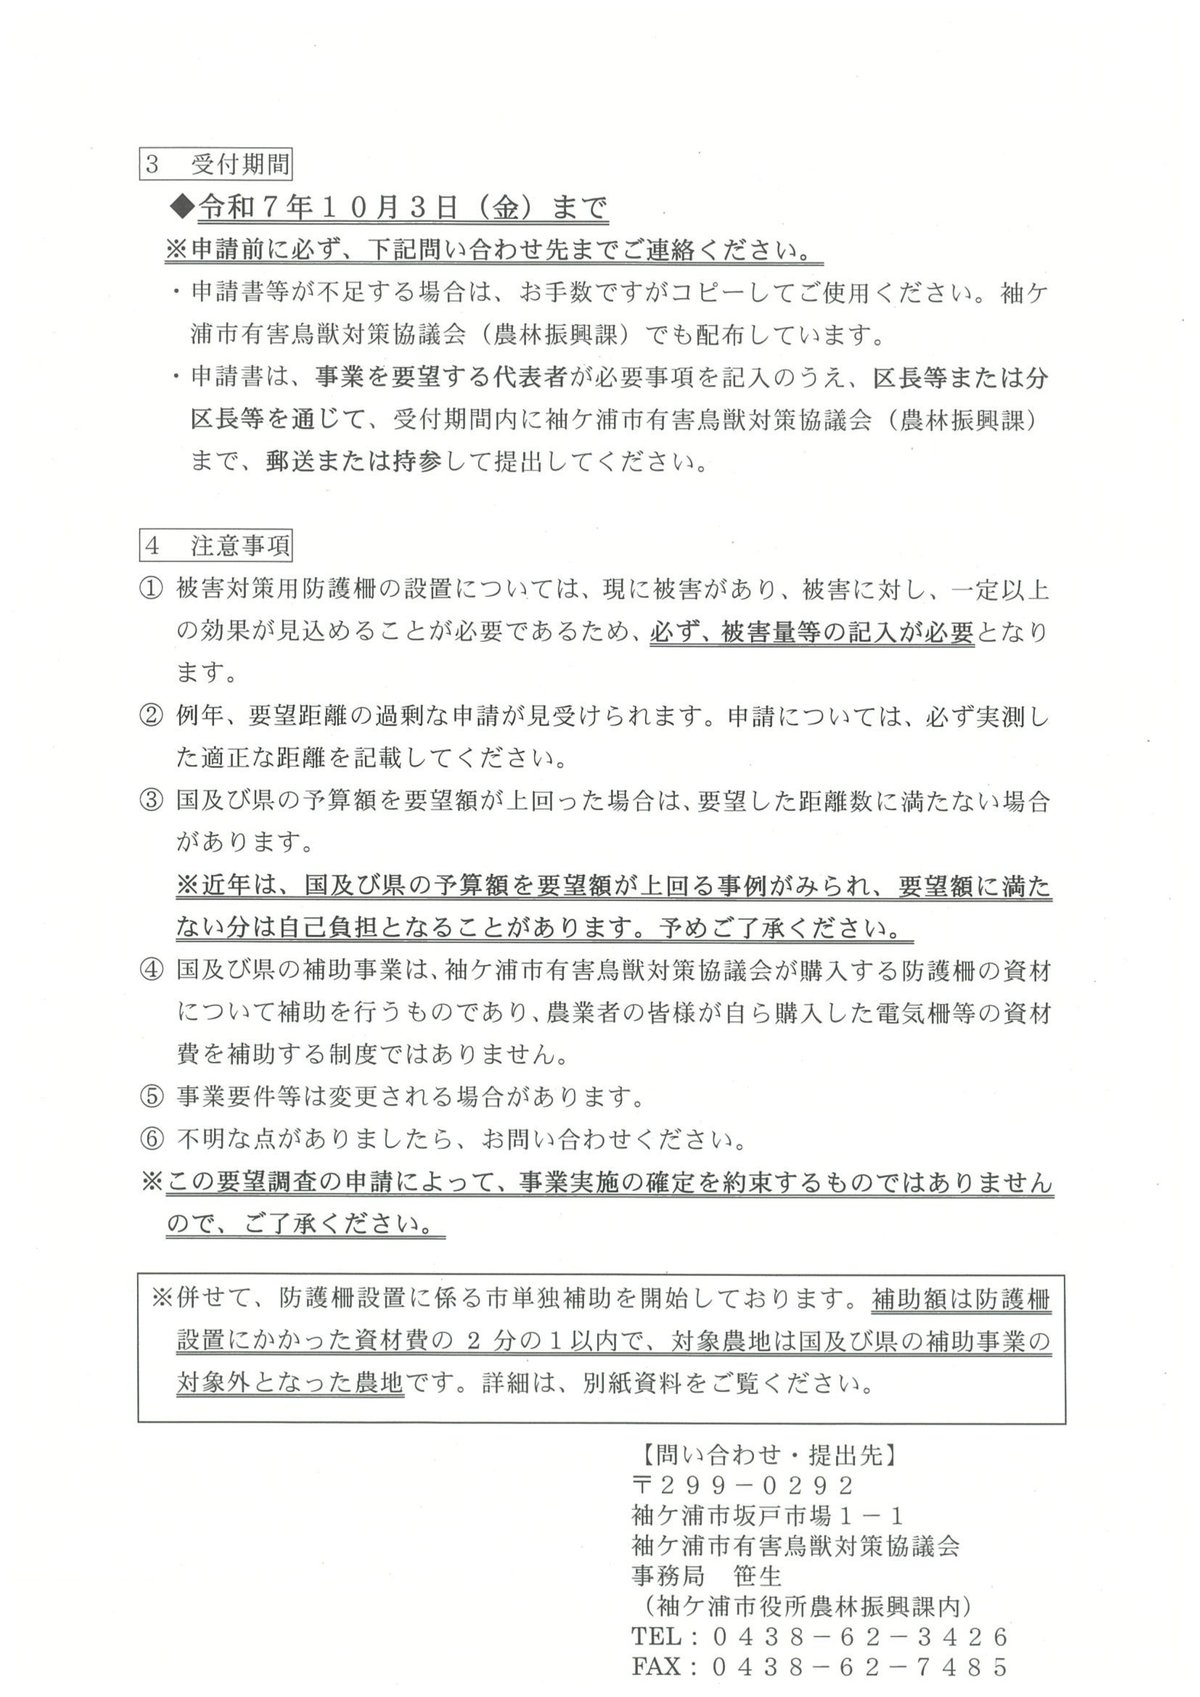 3　受付期間
◆令和７年１０月３日（金）まで
※申請前に必ず、下記問い合わせ先までご連絡ください。
・申請書等が不足する場合は、お手数ですがコピーしてご使用ください。袖ケ
浦市有害鳥獣対策協議会（農林振興課）でも配布しています。
・申請書は、事業を要望する代表者が必要事項を記入のうえ、区長等または分
区長等を通じて、受付期間内に袖ケ浦市有害鳥獣対策協議会（農林振興課）
まで、郵送または持参して提出してください。
4　注意事項
① 被害対策用防護柵の設置については、現に被害があり、被害に対し、一定以上
の効果が見込めることが必要であるため、必ず、被害量等の記入が必要となり
ます。
② 例年、要望距離の過剰な申請が見受けられます。申請については、必ず実測し
た適正な距離を記載してください。
③ 国及び県の予算額を要望額が上回った場合は、要望した距離数に満たない場合
があります。
※近年は、国及び県の予算額を要望額が上回る事例がみられ、要望額に満た
ない分は自己負担となることがあります。予めご了承ください。
④ 国及び県の補助事業は、袖ケ浦市有害鳥獣対策協議会が購入する防護柵の資材
について補助を行うものであり、農業者の皆様が自ら購入した電気柵等の資材
費を補助する制度ではありません。
⑤ 事業要件等は変更される場合があります。
⑥ 不明な点がありましたら、お問い合わせください。
※この要望調査の申請によって、事業実施の確定を約束するものではありません
ので、ご了承ください。
※併せて、防護柵設置に係る市単独補助を開始しております。補助額は防護柵
設置にかかった資材費の 2 分の１以内で、対象農地は国及び県の補助事業の
対象外となった農地です。詳細は、別紙資料をご覧ください。
【問い合わせ・提出先】
〒２９９－０２９２
袖ケ浦市坂戸市場１－１
袖ケ浦市有害鳥獣対策協議会
事務局　笹生
（袖ケ浦市役所農林振興課内）
TEL：０４３８－６２－３４２６
FAX：０４３８－６２－７４８５